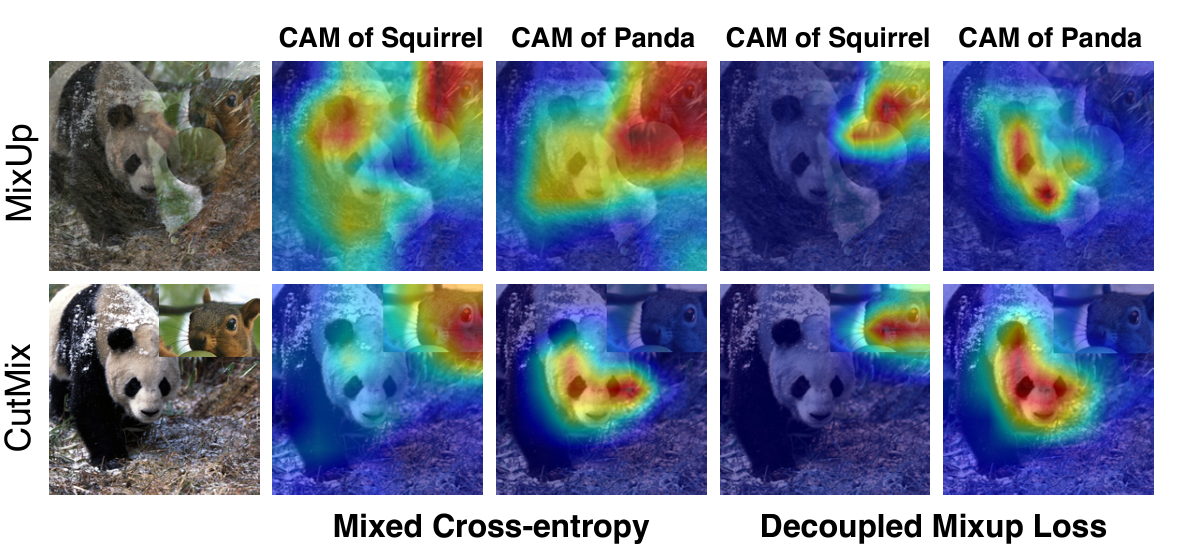 CAM of Squirrel
CAM of Panda
CAM of Squirrel
CAM of Panda
MixUp
CutMix
Mixed Cross-entropy
Decoupled Mixup Loss